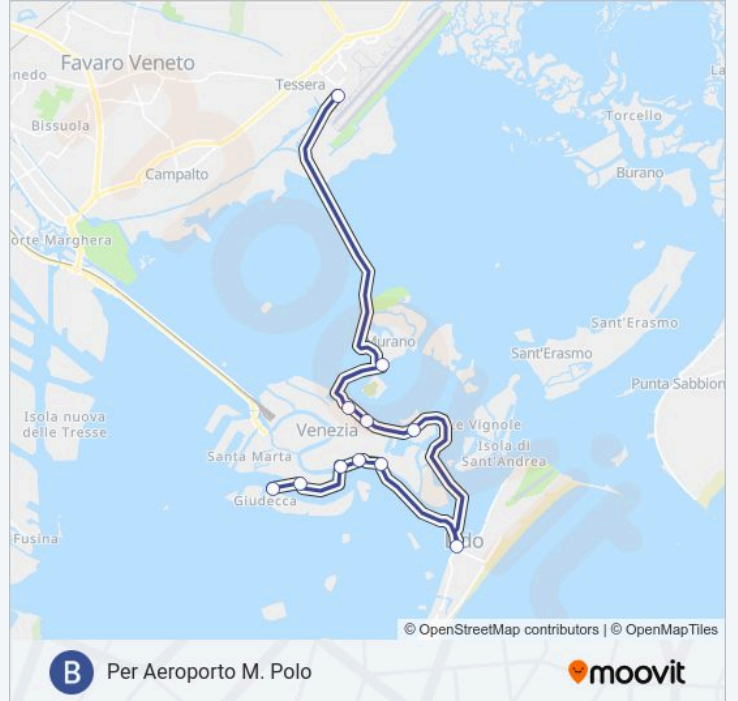 Favaro Veneto
nedo
Tessera
La
Bissuola
Torcello
Campalto
Burano
orte Marghera
Murano
Sant'Erasmo
Sant'Erasmo
Punta Sabbion
Isola nuova
delle Tresse
Venezia
Le Vignole
Isola di
Sant'Andrea
Santa Marta
Giudecca
Fusina
Lido
© OpenStreetMap contributors | © OpenMapTiles
B Per Aeroporto M. Polo
moovit